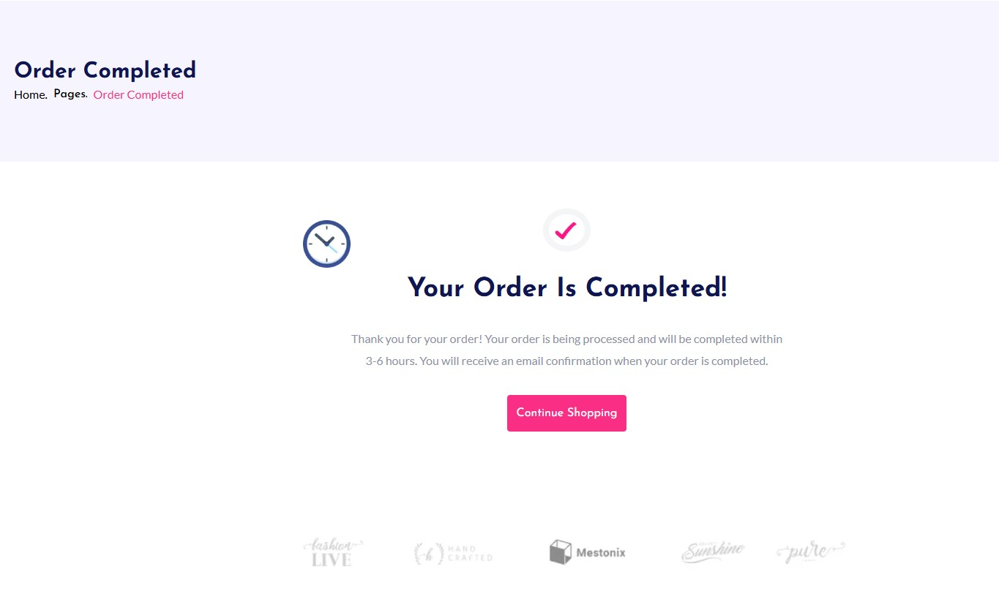 Order Completed
Home. Pages. Order Completed
Your Order Is Completed!
Thank you for your order! Your order is being processed and will be completed within
3-6 hours. You will receive an email confirmation when your order is completed.
Continue Shopping
fashion
LIVE
h HAND
CRAFTED
Mestonix
Sunshine
pure